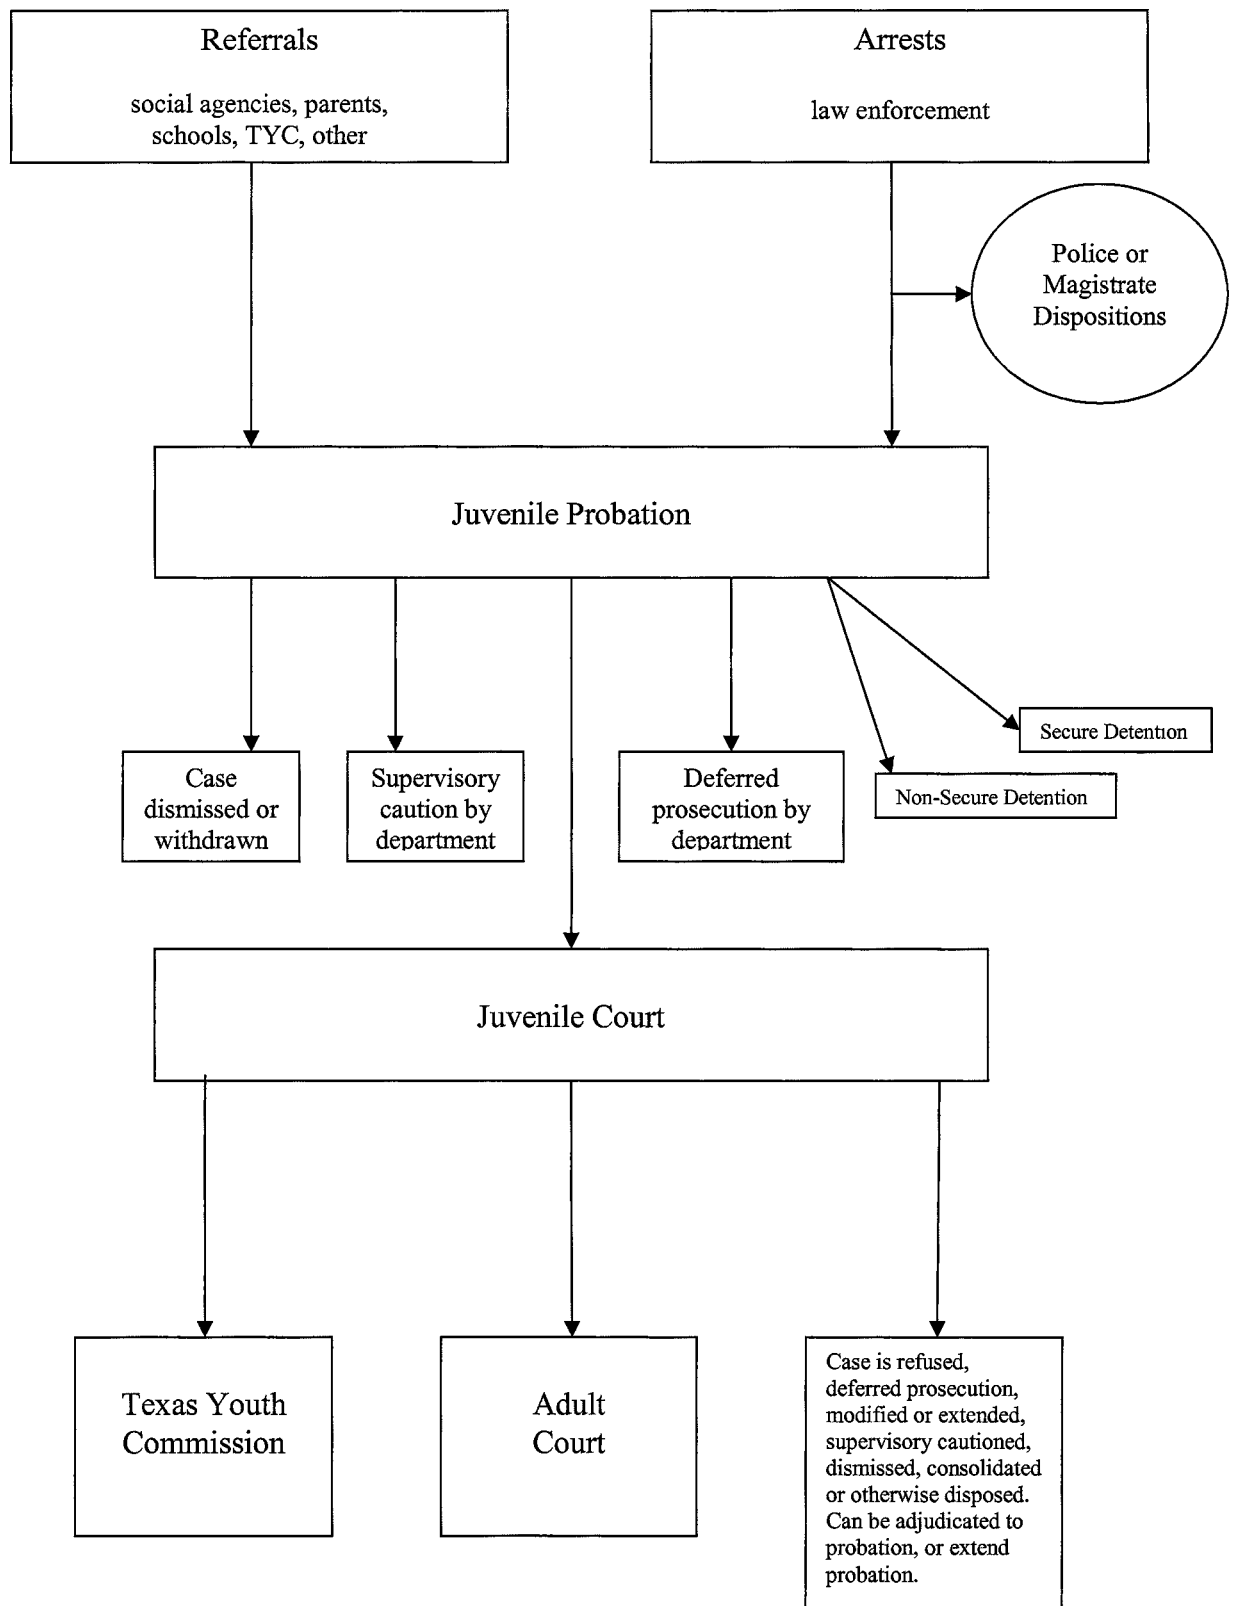 Referrals
social agencies, parents,
schools, TYC, other
Arrests
law enforcement
Police or
Magistrate
Dispositions
Juvenile Probation
Case
dismissed or
withdrawn
Supervisory
caution by
department
Deferred
prosecution by
department
Secure Detention
Non-Secure Detention
Juvenile Court
Texas Youth
Commission
Adult
Court
Case is refused,
deferred prosecution,
modified or extended,
supervisory cautioned,
dismissed, consolidated
or otherwise disposed.
Can be adjudicated to
probation, or extend
probation.